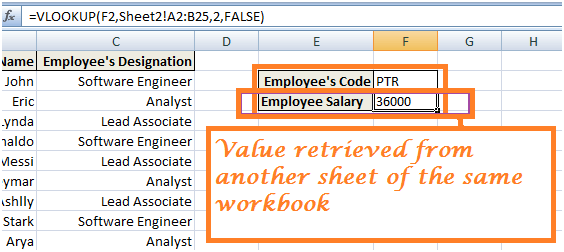 =VLOOKUP(F2,Sheet2!A2:B25,2,FALSE)
C D E F G H
Name Employee's Designation
John Software Engineer Employee's Code PTR
Eric Analyst Employee Salary 36000
ynda Lead Associate
naldo Software Engineer
Messi Lead Associate
ymar Analyst
Ashlly Lead Associate
Stark Software Engineer
Arya Analyst
Value retrieved from
another sheet of the same
workbook